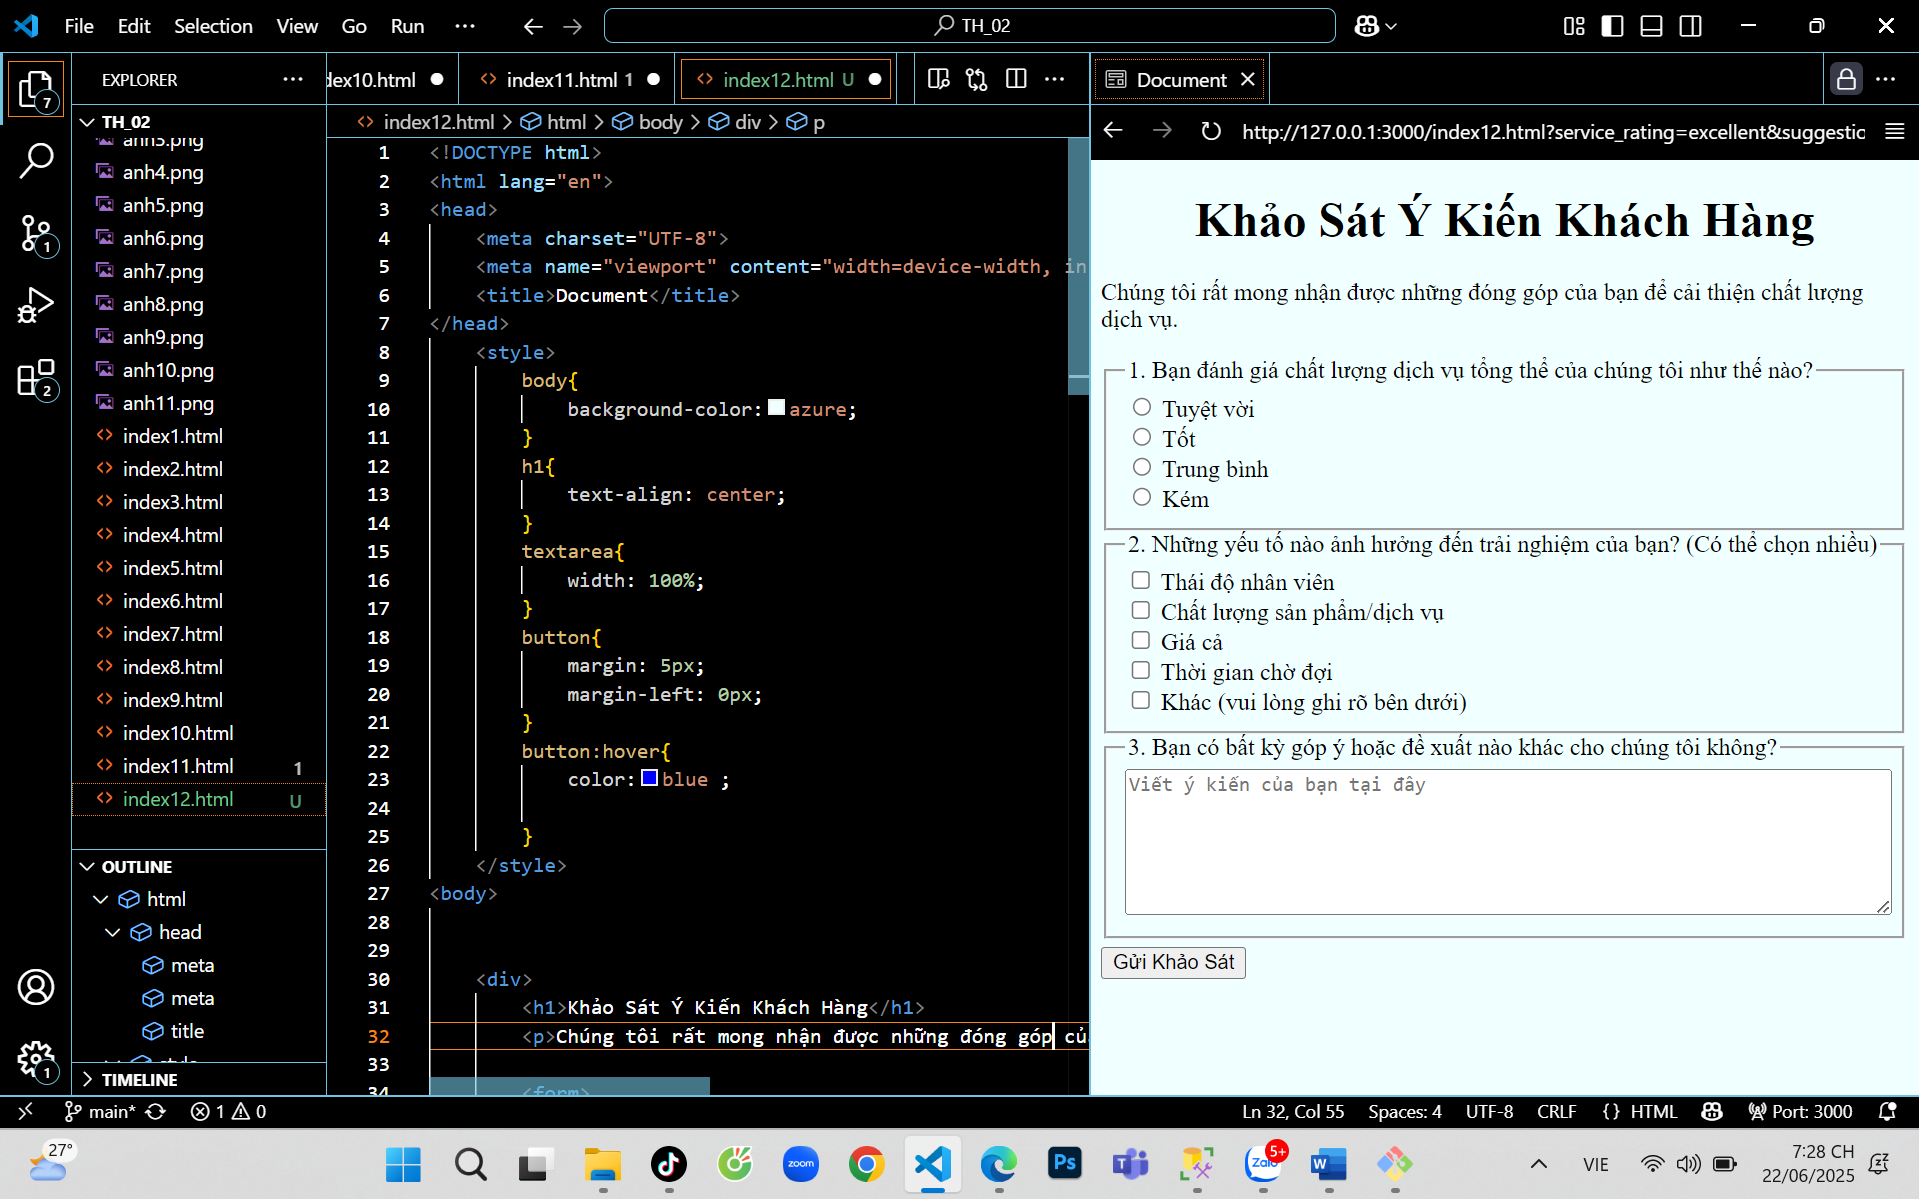 File Edit Selection View Go Run ··· TH_02
EXPLORER ···
dex10.html
index11.html 1
index12.html U
Document
TH_02
index12.html > html > body > div > p
http://127.0.0.1:3000/index12.html?service_rating=excellent&suggestio
anh3.png
anh4.png
anh5.png
anh6.png
anh7.png
anh8.png
anh9.png
anh10.png
anh11.png
index1.html
index2.html
index3.html
index4.html
index5.html
index6.html
index7.html
index8.html
index9.html
index10.html
index11.html 1
index12.html U
OUTLINE
html
head
meta
meta
title
style
TIMELINE
1 <!DOCTYPE html>
2 <html lang="en">
3 <head>
4 <meta charset="UTF-8">
5 <meta name="viewport" content="width=device-width, in
6 <title>Document</title>
7 </head>
8 <style>
9 body{
10 background-color: azure;
11 }
12 h1{
13 text-align: center;
14 }
15 textarea{
16 width: 100%;
17 }
18 button{
19 margin: 5px;
20 margin-left: 0px;
21 }
22 button:hover{
23 color: blue ;
24
25 }
26 </style>
27 <body>
28
29
30 <div>
31 <h1>Khảo Sát Ý Kiến Khách Hàng</h1>
32 <p>Chúng tôi rất mong nhận được những đóng góp củ
33
34 <form>
Khảo Sát Ý Kiến Khách Hàng
Chúng tôi rất mong nhận được những đóng góp của bạn để cải thiện chất lượng
dịch vụ.
1. Bạn đánh giá chất lượng dịch vụ tổng thể của chúng tôi như thế nào?
Tuyệt vời
Tốt
Trung bình
Kém
2. Những yếu tố nào ảnh hưởng đến trải nghiệm của bạn? (Có thể chọn nhiều)
Thái độ nhân viên
Chất lượng sản phẩm/dịch vụ
Giá cả
Thời gian chờ đợi
Khác (vui lòng ghi rõ bên dưới)
3. Bạn có bất kỳ góp ý hoặc đề xuất nào khác cho chúng tôi không?
Viết ý kiến của bạn tại đây
Gửi Khảo Sát
7
1
2
1
main* 1 0
Ln 32, Col 55 Spaces: 4 UTF-8 CRLF {} HTML Port: 3000
27°
zoom
Ps
T
Zalo 5+
W
VIE
7:28 CH
22/06/2025